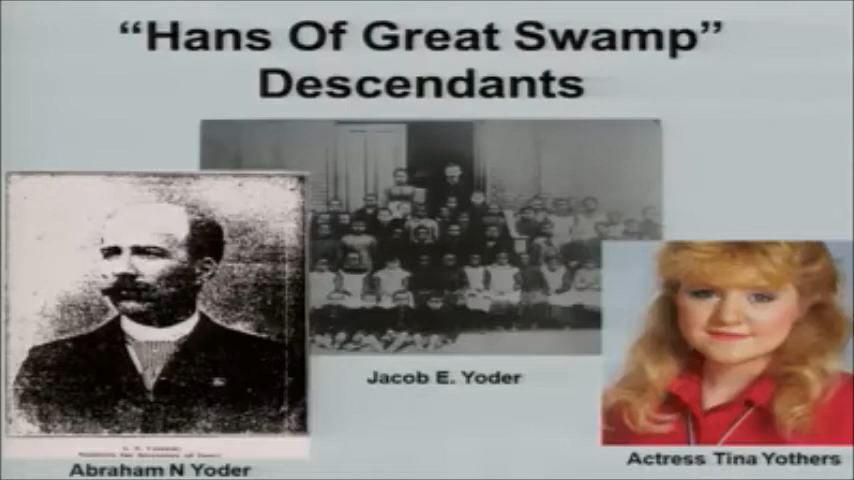 “Hans Of Great Swamp”
Descendants
Jacob E. Yoder
Actress Tina Yothers
Abraham N Yoder